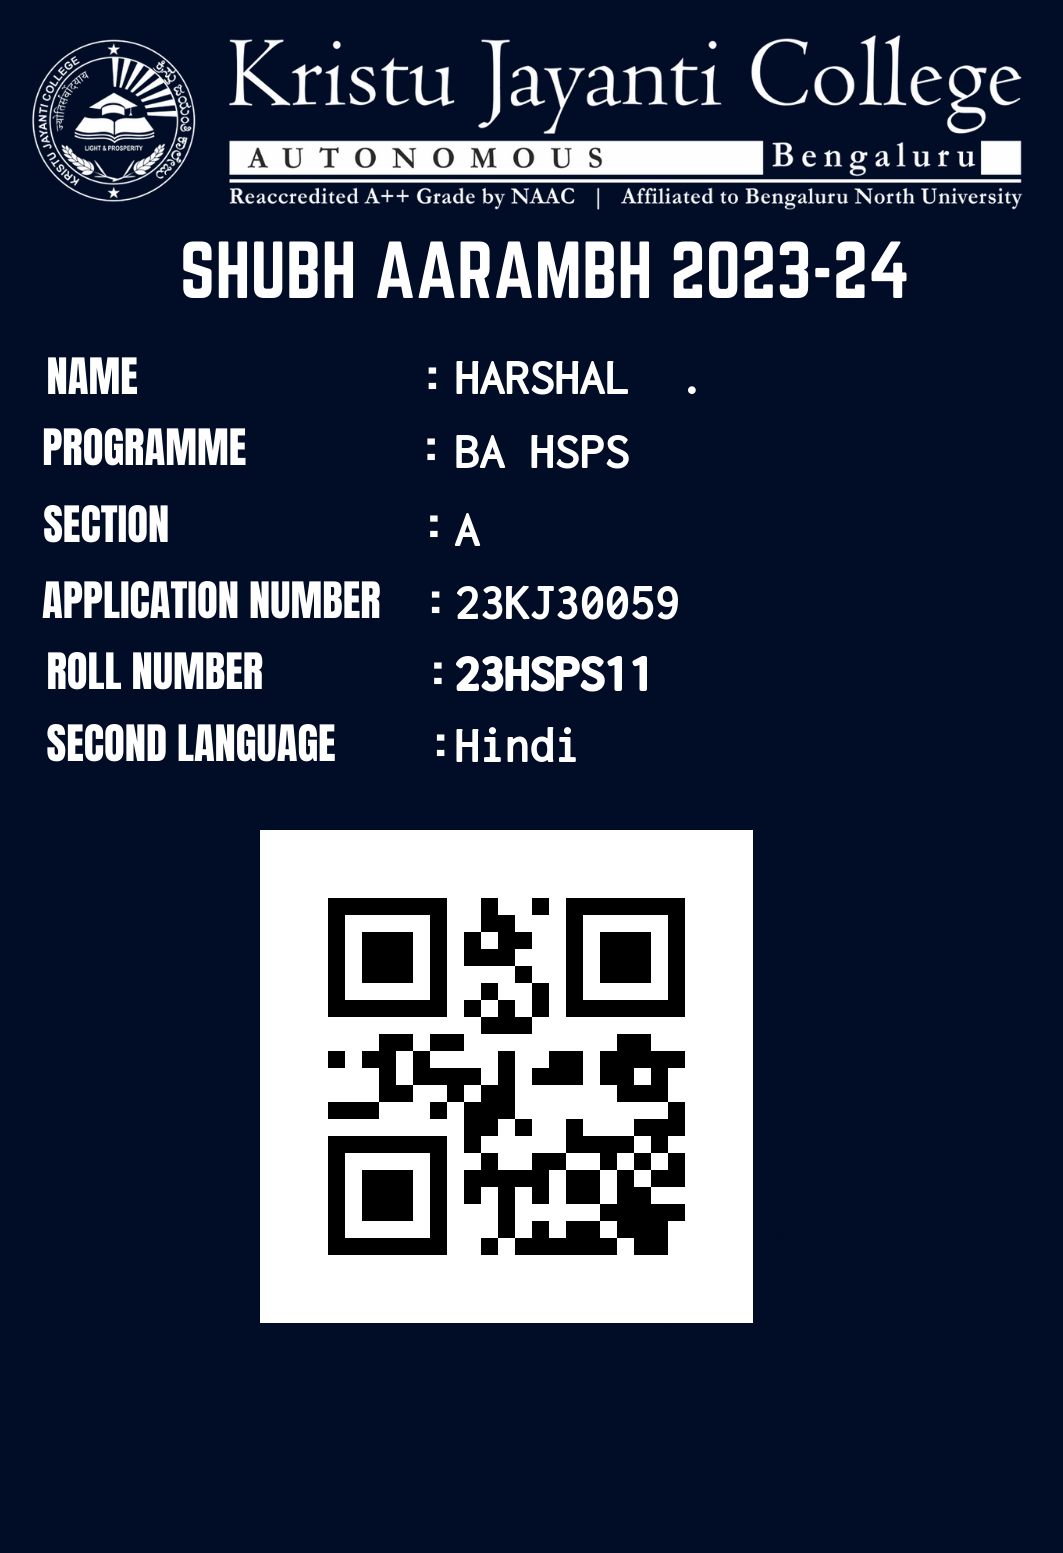 KRISTU JAYANTI COLLEGE
ಕ್ರಿಸ್ತು ಜಯಂತಿ ಕಾಲೇಜು
LIGHT & PROSPERITY
Kristu Jayanti College
AUTONOMOUS Bengaluru
Reaccredited A++ Grade by NAAC | Affiliated to Bengaluru North University
SHUBH AARAMBH 2023-24
NAME : HARSHAL .
PROGRAMME : BA HSPS
SECTION : A
APPLICATION NUMBER : 23KJ30059
ROLL NUMBER : 23HSPS11
SECOND LANGUAGE : Hindi